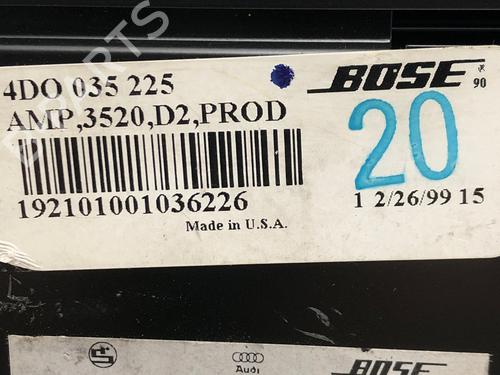 PARTS
4DO 035 225
BOSE
90
AMP,3520,D2,PROD
20
192101001036226
1 2/26/99 15
Made in U.S.A.
Audi
BOSE